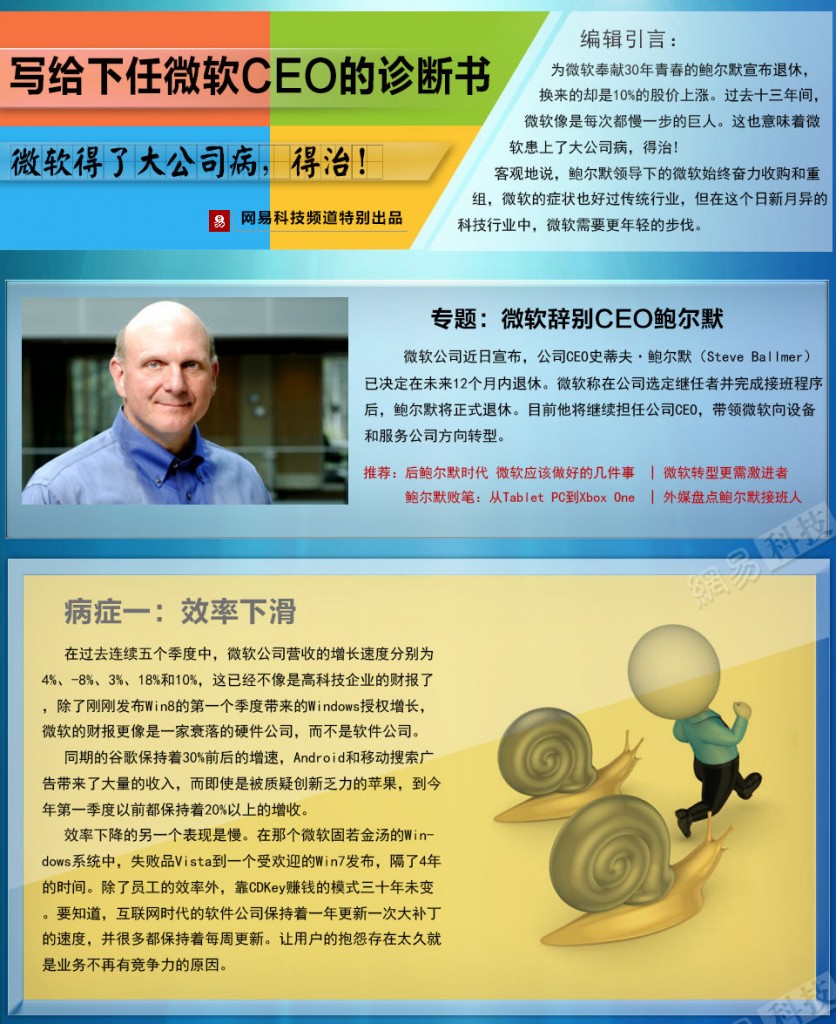 写给下任微软CEO的诊断书
微软得了大公司病，得治！
网易科技频道特别出品
编辑引言：
为微软奉献30年青春的鲍尔默宣布退休，
换来的却是10%的股价上涨。过去十三年间，
微软像是每次都慢一步的巨人。这也意味着微
软患上了大公司病，得治！
客观地说，鲍尔默领导下的微软始终奋力收购和重
组，微软的症状也好过传统行业，但在这个日新月异的
科技行业中，微软需要更年轻的步伐。
专题：微软辞别CEO鲍尔默
微软公司近日宣布，公司CEO史蒂夫·鲍尔默（Steve Ballmer）
已决定在未来12个月内退休。微软称在公司选定继任者并完成接班程序
后，鲍尔默将正式退休。目前他将继续担任公司CEO，带领微软向设备
和服务公司方向转型。
推荐：后鲍尔默时代 微软应该做好的几件事 ｜微软转型更需激进者
鲍尔默败笔：从Tablet PC到Xbox One ｜外媒盘点鲍尔默接班人
網易科技
病症一：效率下滑
在过去连续五个季度中，微软公司营收的增长速度分别为
4%、-8%、3%、18%和10%，这已经不像是高科技企业的财报了
，除了刚刚发布Win8的第一个季度带来的Windows授权增长，
微软的财报更像是一家衰落的硬件公司，而不是软件公司。
同期的谷歌保持着30%前后的增速，Android和移动搜索广
告带来了大量的收入，而即使是被质疑创新乏力的苹果，到今
年第一季度以前都保持着20%以上的增收。
效率下降的另一个表现是慢。在那个微软固若金汤的Win-
dows系统中，失败品Vista到一个受欢迎的Win7发布，隔了4年
的时间。除了员工的效率外，靠CDKey赚钱的模式三十年未变
。要知道，互联网时代的软件公司保持着一年更新一次大补丁
的速度，并很多都保持着每周更新。让用户的抱怨存在太久就
是业务不再有竞争力的原因。